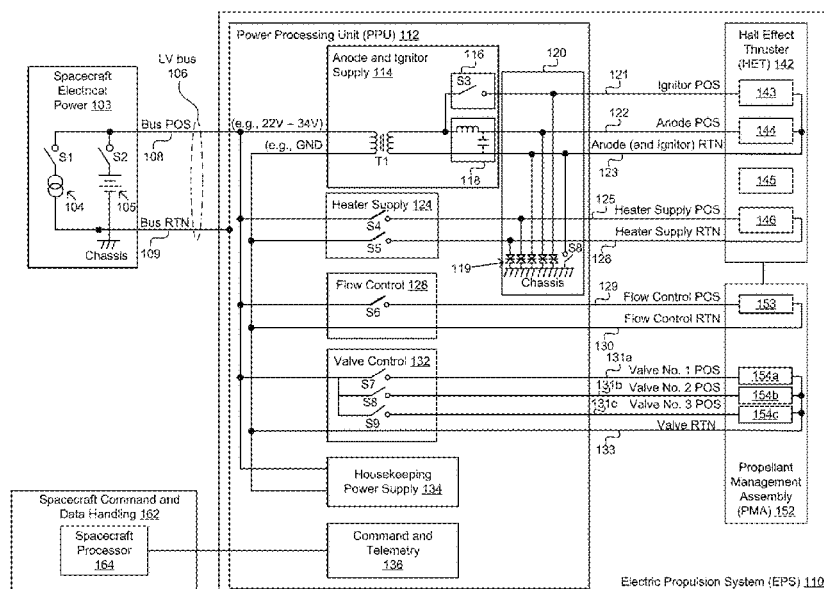 Power Processing Unit (PPU) 112
Hall Effect
Thruster (HET) 142
LV bus
106
Anode and Ignitor
Supply 114
116
S3
120
121
Ignitor POS
143
Spacecraft
Electrical
Power 103
Bus POS
108
(e.g., 22V – 34V)
(e.g., GND
T1
118
122
Anode POS
144
Anode (and Ignitor) RTN
123
S1
S2
104
105
Chassis
Bus RTN
109
145
Heater Supply 124
S4
S5
125
Heater Supply POS
146
Heater Supply RTN
126
119
S8
Chassis
Flow Control 128
S6
129
Flow Control POS
153
Flow Control RTN
130
Valve Control 132
S7
S8
S9
131a
Valve No. 1 POS
154a
131b
Valve No. 2 POS
154b
131c
Valve No. 3 POS
154c
Valve RTN
133
Housekeeping
Power Supply 134
Propellant
Management
Assembly
(PMA) 152
Spacecraft Command and
Data Handling 162
Spacecraft
Processor
164
Command and
Telemetry
136
Electric Propulsion System (EPS) 110